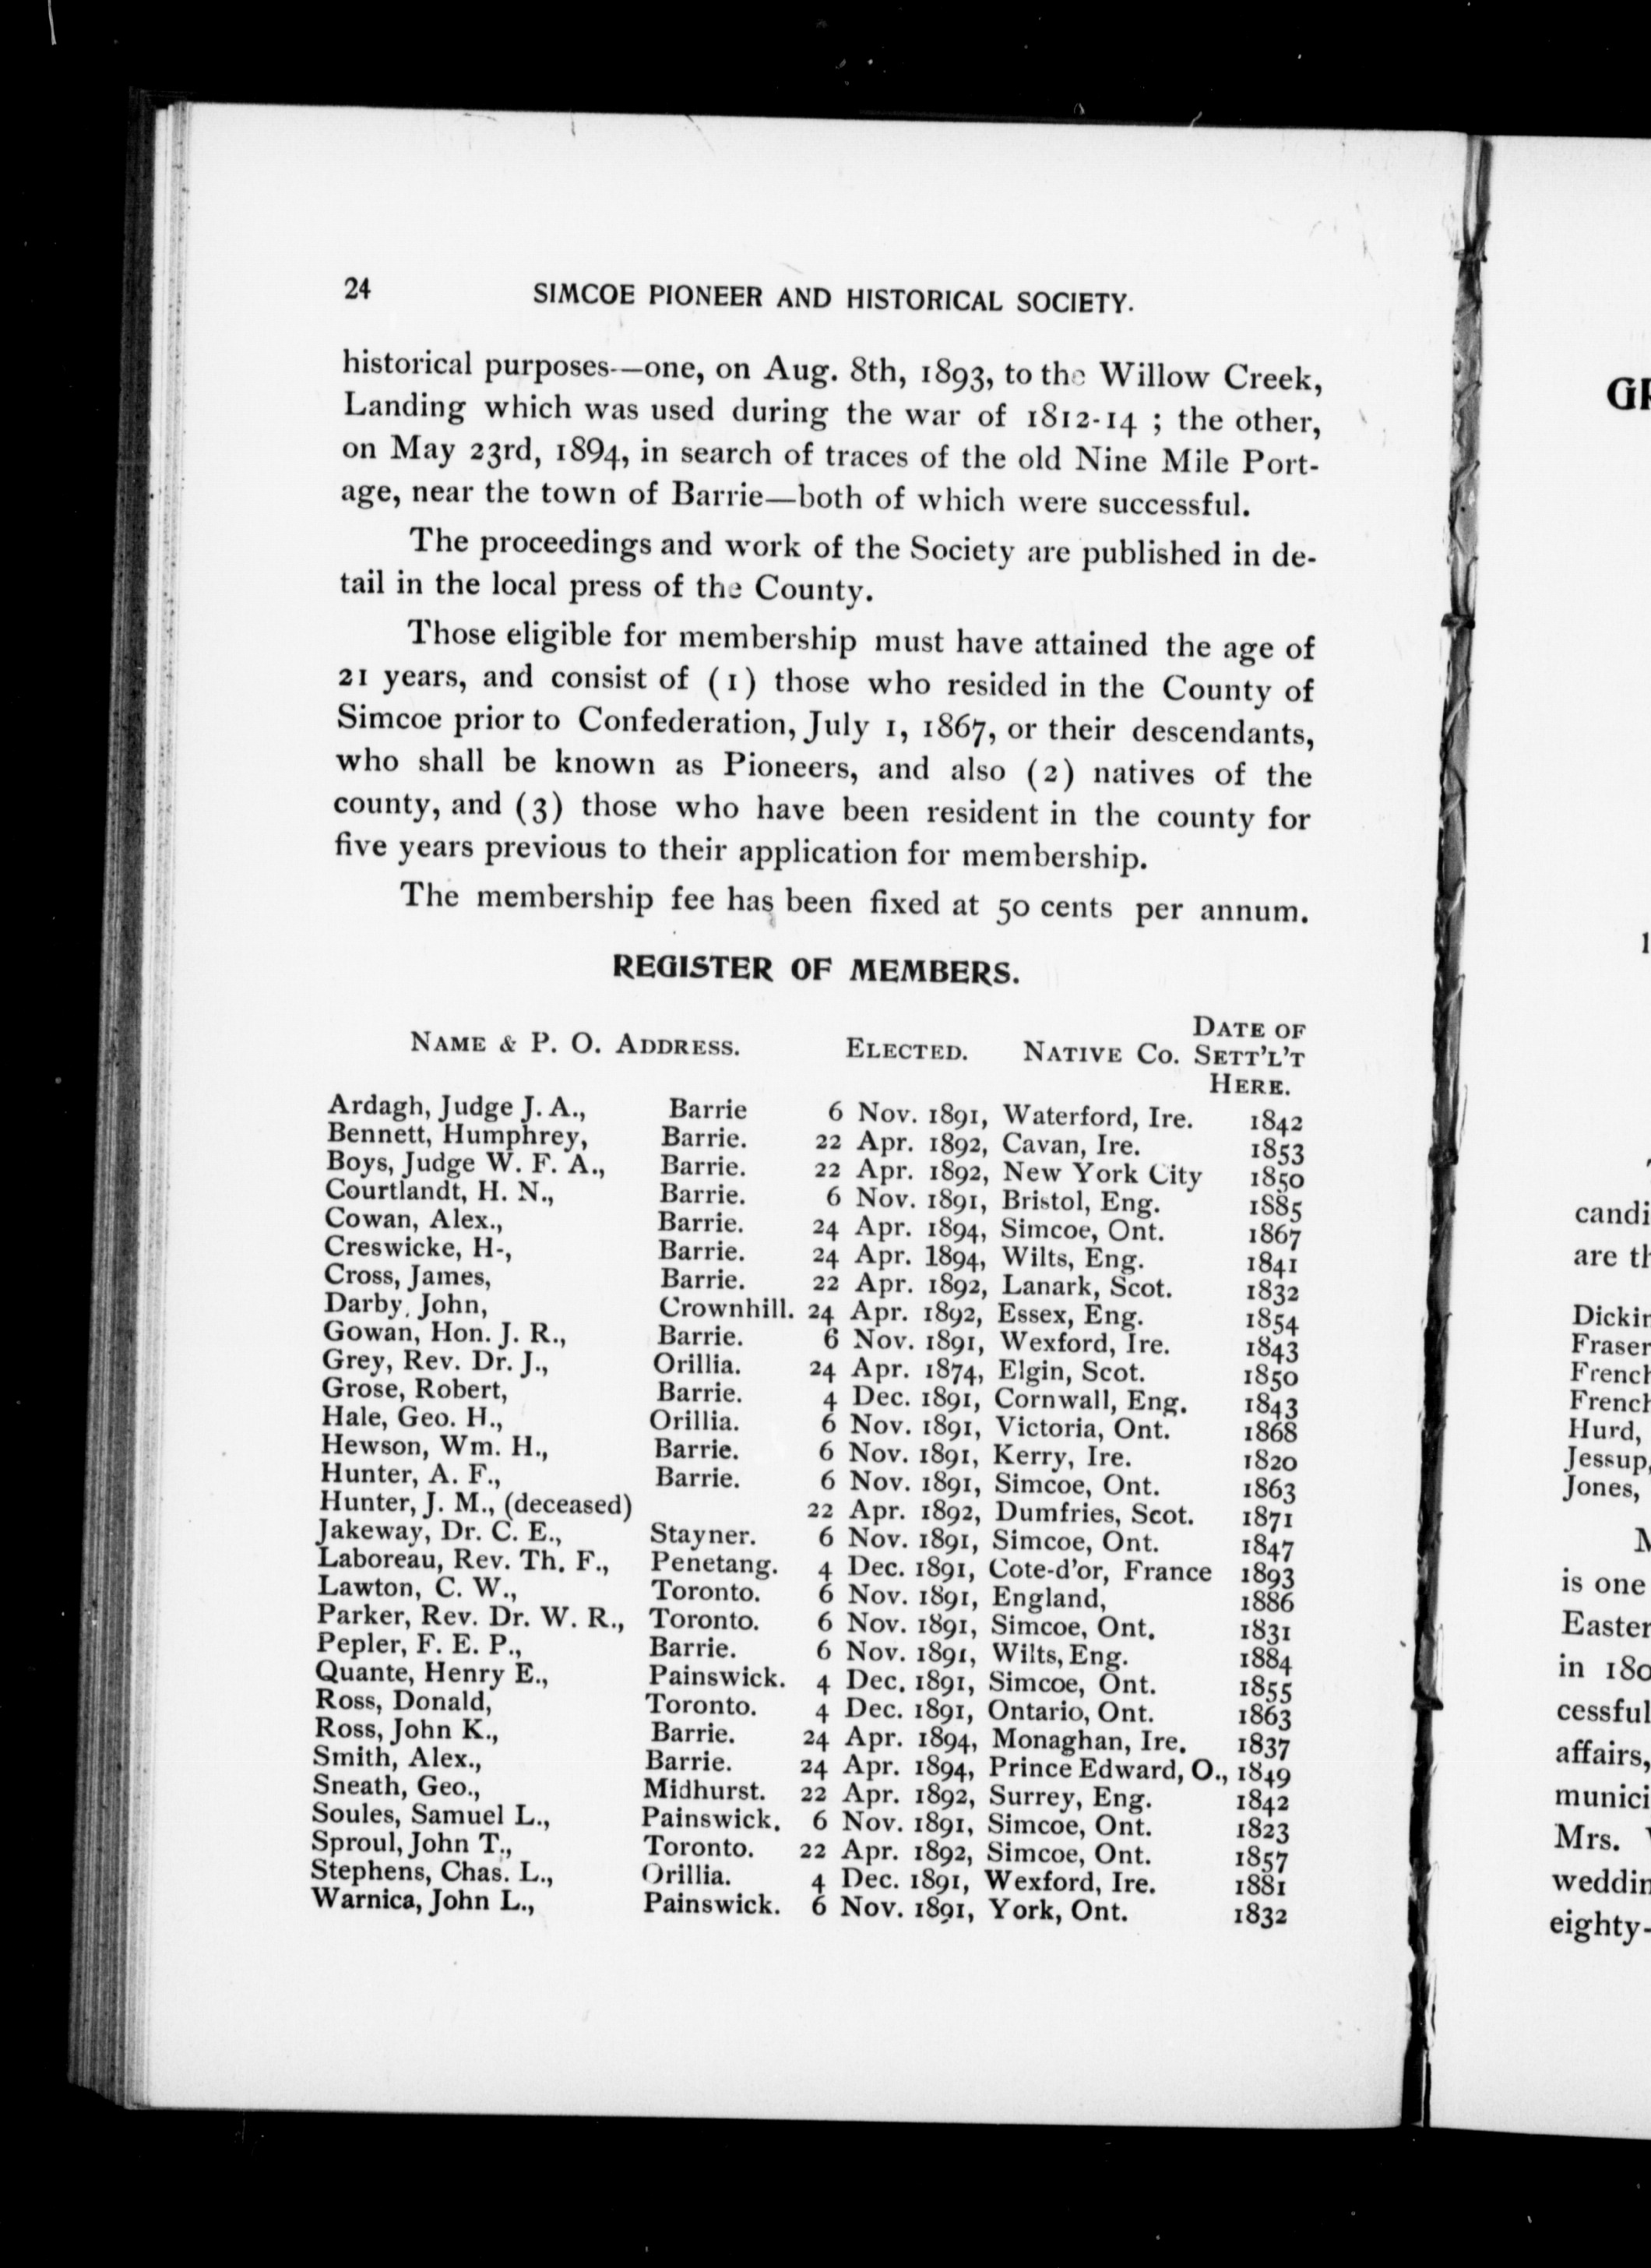 24 SIMCOE PIONEER AND HISTORICAL SOCIETY.
historical purposes—one, on Aug. 8th, 1893, to the Willow Creek,
Landing which was used during the war of 1812-14 ; the other,
on May 23rd, 1894, in search of traces of the old Nine Mile Port-
age, near the town of Barrie—both of which were successful.
The proceedings and work of the Society are published in de-
tail in the local press of the County.
Those eligible for membership must have attained the age of
21 years, and consist of (1) those who resided in the County of
Simcoe prior to Confederation, July 1, 1867, or their descendants,
who shall be known as Pioneers, and also (2) natives of the
county, and (3) those who have been resident in the county for
five years previous to their application for membership.
The membership fee has been fixed at 50 cents per annum.
REGISTER OF MEMBERS.
NAME & P. O. ADDRESS. ELECTED. NATIVE CO. DATE OF
SETT'L'T
HERE.
Ardagh, Judge J. A., Barrie 6 Nov. 1891, Waterford, Ire. 1842
Bennett, Humphrey, Barrie. 22 Apr. 1892, Cavan, Ire. 1853
Boys, Judge W. F. A., Barrie. 22 Apr. 1892, New York City 1850
Courtlandt, H. N., Barrie. 6 Nov. 1891, Bristol, Eng. 1885
Cowan, Alex., Barrie. 24 Apr. 1894, Simcoe, Ont. 1867
Creswicke, H-, Barrie. 24 Apr. 1894, Wilts, Eng. 1841
Cross, James, Barrie. 22 Apr. 1892, Lanark, Scot. 1832
Darby, John, Crownhill. 24 Apr. 1892, Essex, Eng. 1854
Gowan, Hon. J. R., Barrie. 6 Nov. 1891, Wexford, Ire. 1843
Grey, Rev. Dr. J., Orillia. 24 Apr. 1874, Elgin, Scot. 1850
Grose, Robert, Barrie. 4 Dec. 1891, Cornwall, Eng. 1843
Hale, Geo. H., Orillia. 6 Nov. 1891, Victoria, Ont. 1868
Hewson, Wm. H., Barrie. 6 Nov. 1891, Kerry, Ire. 1820
Hunter, A. F., Barrie. 6 Nov. 1891, Simcoe, Ont. 1863
Hunter, J. M., (deceased) 22 Apr. 1892, Dumfries, Scot. 1871
Jakeway, Dr. C. E., Stayner. 6 Nov. 1891, Simcoe, Ont. 1847
Laboreau, Rev. Th. F., Penetang. 4 Dec. 1891, Cote-d'or, France 1893
Lawton, C. W., Toronto. 6 Nov. 1891, England, 1886
Parker, Rev. Dr. W. R., Toronto. 6 Nov. 1891, Simcoe, Ont. 1831
Pepler, F. E. P., Barrie. 6 Nov. 1891, Wilts, Eng. 1884
Quante, Henry E., Painswick. 4 Dec. 1891, Simcoe, Ont. 1855
Ross, Donald, Toronto. 4 Dec. 1891, Ontario, Ont. 1863
Ross, John K., Barrie. 24 Apr. 1894, Monaghan, Ire. 1837
Smith, Alex., Barrie. 24 Apr. 1894, Prince Edward, O., 1849
Sneath, Geo., Midhurst. 22 Apr. 1892, Surrey, Eng. 1842
Soules, Samuel L., Painswick. 6 Nov. 1891, Simcoe, Ont. 1823
Sproul, John T., Toronto. 22 Apr. 1892, Simcoe, Ont. 1857
Stephens, Chas. L., Orillia. 4 Dec. 1891, Wexford, Ire. 1881
Warnica, John L., Painswick. 6 Nov. 1891, York, Ont. 1832
candi
are th
Dickin
Fraser
French
French
Hurd,
Jessup,
Jones,
is one
Easter
in 180
cessful
affairs,
munici
Mrs.
weddin
eighty-